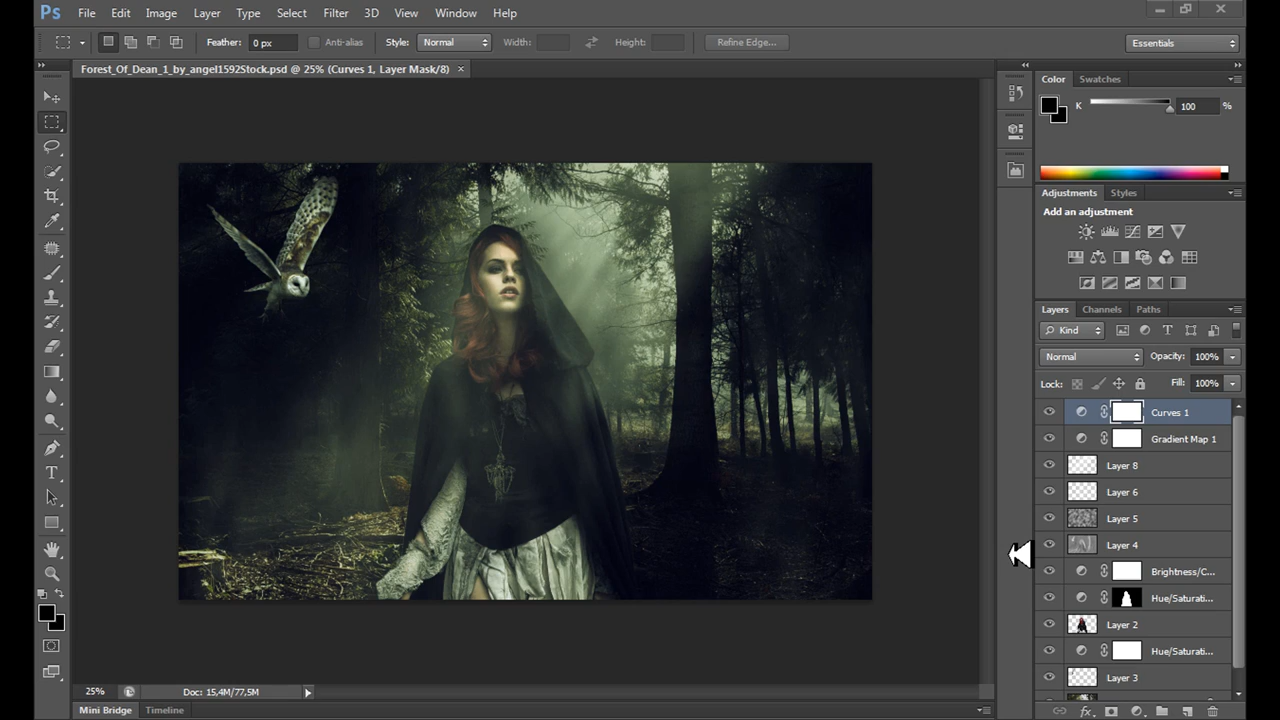 Ps File Edit Image Layer Type Select Filter 3D View Window Help
Feather: 0 px Anti-alias Style: Normal Width: Height: Refine Edge... Essentials
Forest_Of_Dean_1_by_angel1592Stock.psd @ 25% (Curves 1, Layer Mask/8) ×
Color Swatches
K 100 %
Adjustments Styles
Add an adjustment
Layers Channels Paths
Kind
Normal Opacity: 100%
Lock: Fill: 100%
Curves 1
Gradient Map 1
Layer 8
Layer 6
Layer 5
Layer 4
Brightness/C...
Hue/Saturati...
Layer 2
Hue/Saturati...
Layer 3
25% Doc: 15,4M/77,5M
Mini Bridge Timeline